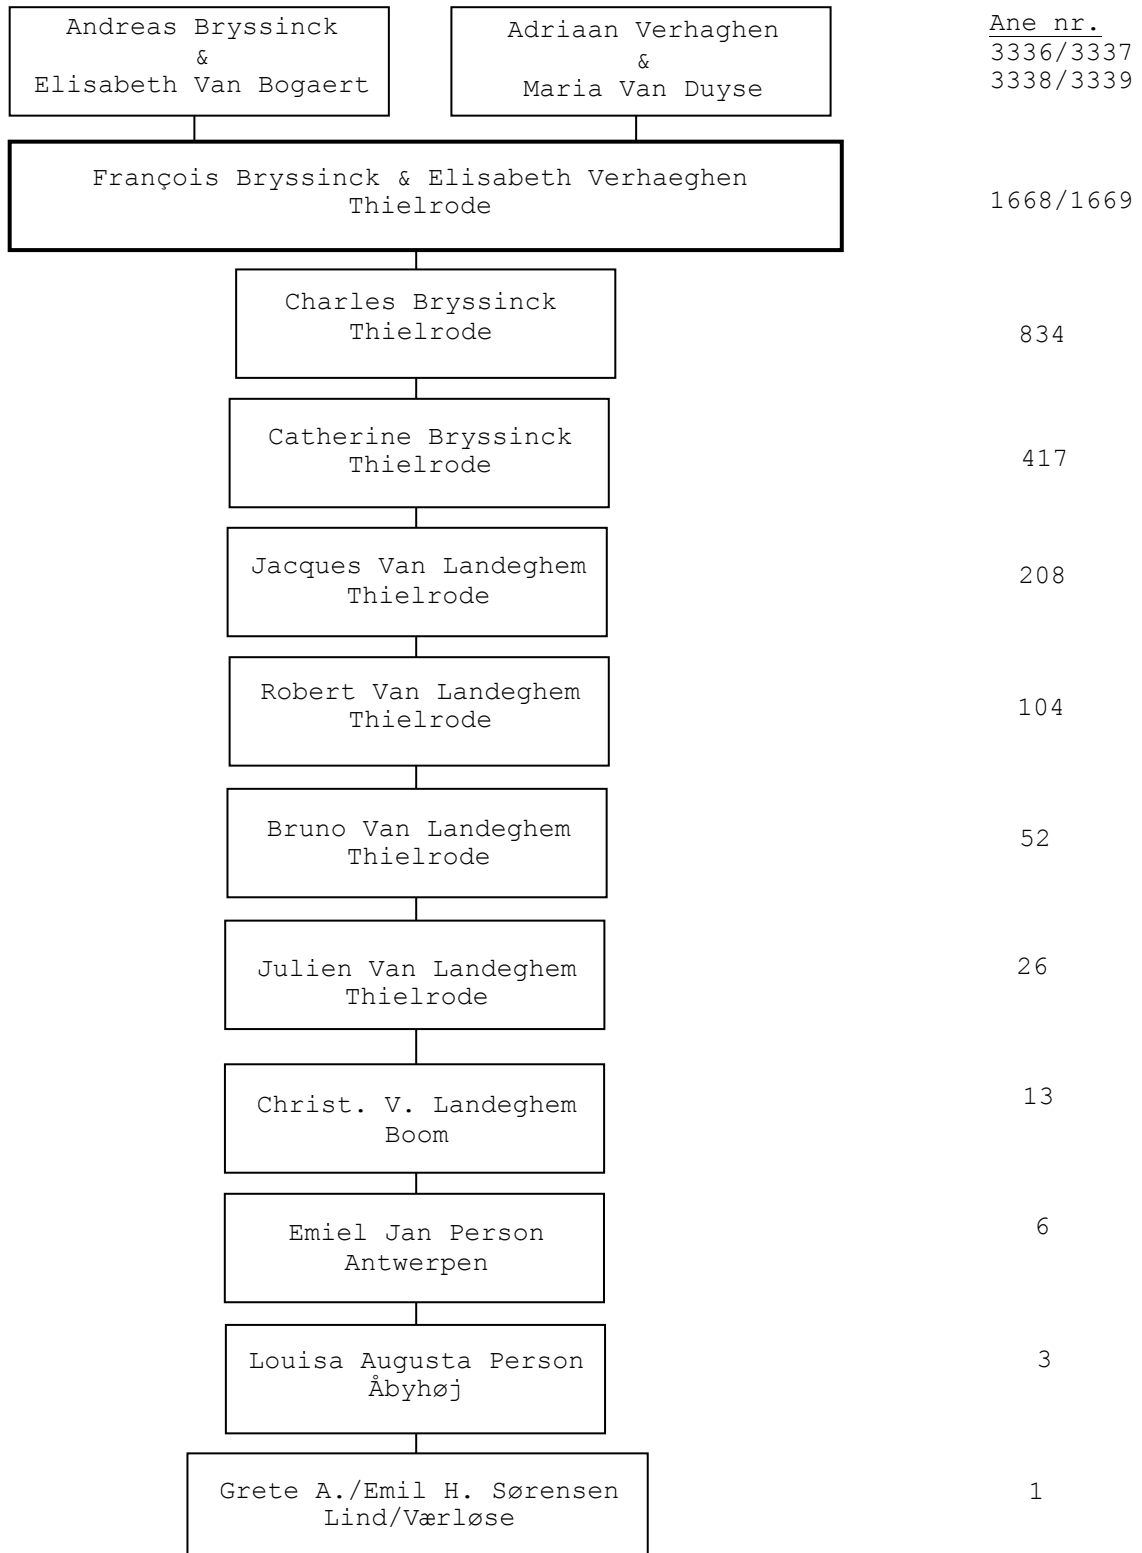 Andreas Bryssinck
&
Elisabeth Van Bogaert
Adriaan Verhaghen
&
Maria Van Duyse
Ane nr.
3336/3337
3338/3339
François Bryssinck & Elisabeth Verhaeghen
Thielrode
1668/1669
Charles Bryssinck
Thielrode
834
Catherine Bryssinck
Thielrode
417
Jacques Van Landeghem
Thielrode
208
Robert Van Landeghem
Thielrode
104
Bruno Van Landeghem
Thielrode
52
Julien Van Landeghem
Thielrode
26
Christ. V. Landeghem
Boom
13
Emiel Jan Person
Antwerpen
6
Louisa Augusta Person
Åbyhøj
3
Grete A./Emil H. Sørensen
Lind/Værløse
1